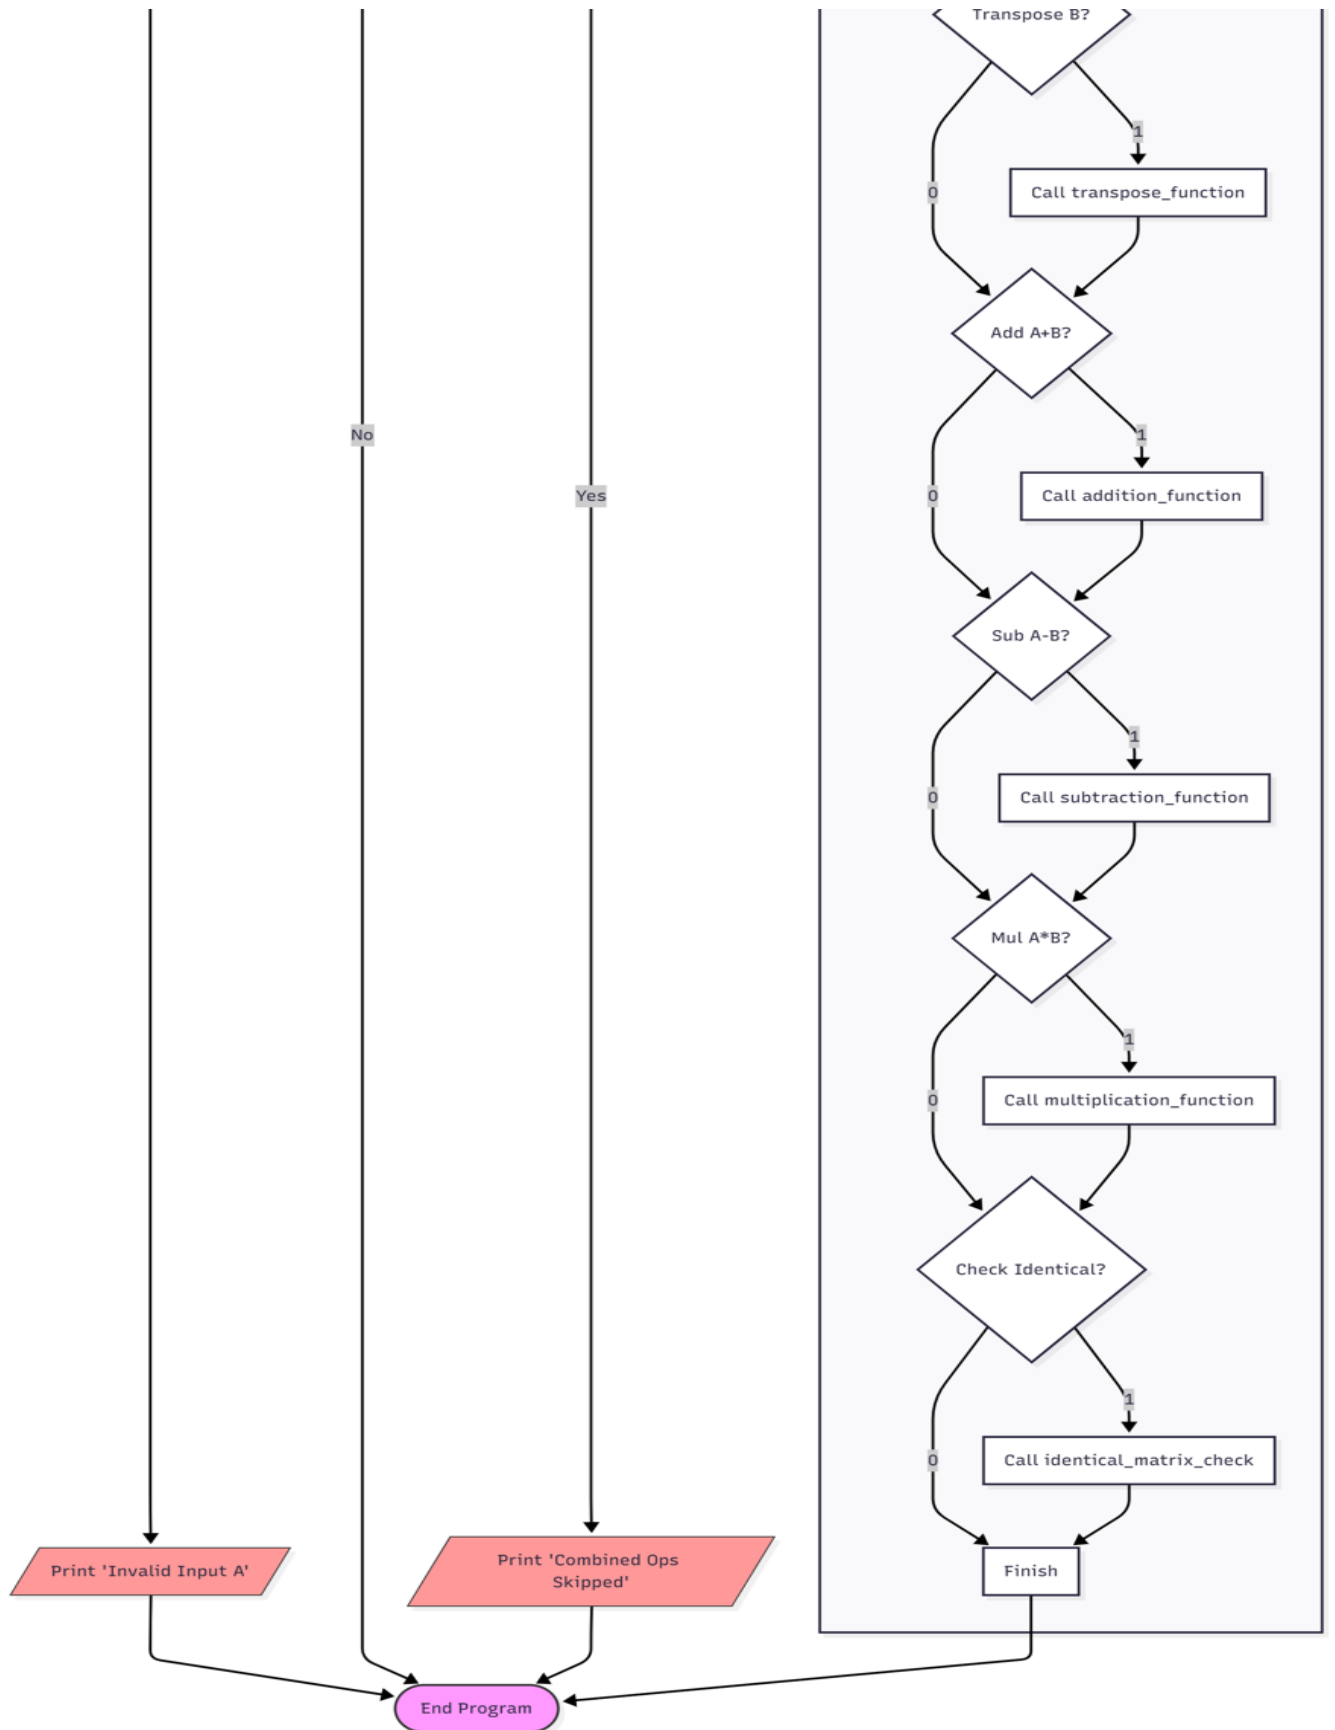 Transpose B?
1
0
Call transpose_function
Add A+B?
No
1
Yes
0
Call addition_function
Sub A-B?
1
0
Call subtraction_function
Mul A*B?
1
0
Call multiplication_function
Check Identical?
1
0
Call identical_matrix_check
Print 'Invalid Input A'
Print 'Combined Ops
Skipped'
Finish
End Program